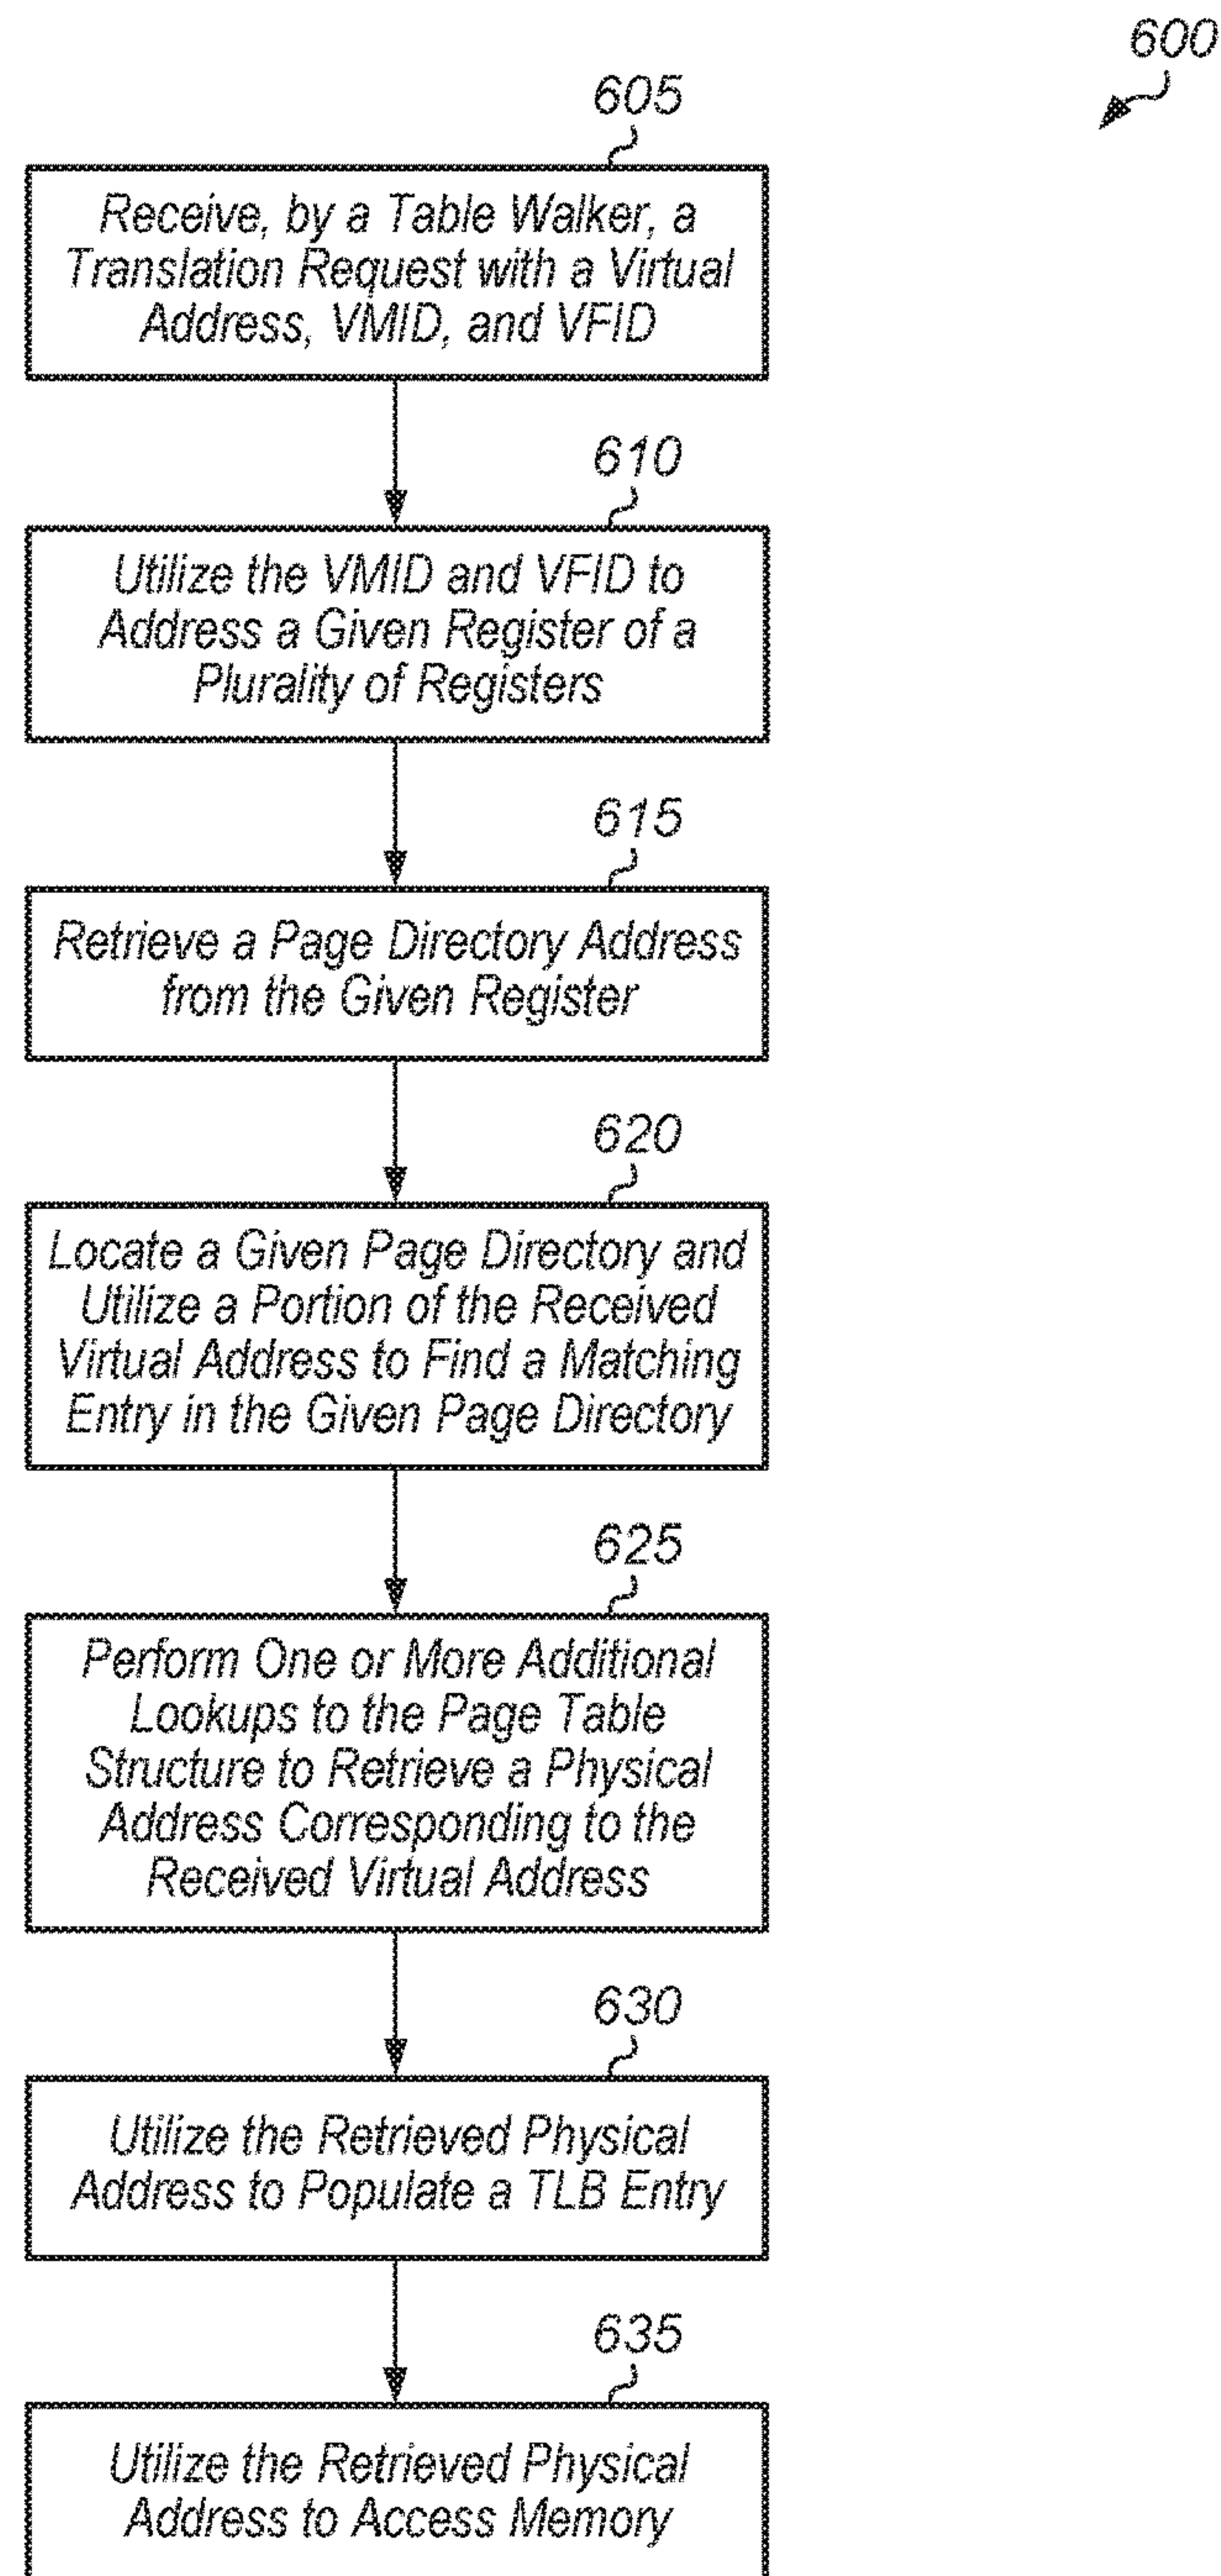 600
605
Receive, by a Table Walker, a
Translation Request with a Virtual
Address, VMID, and VFID
610
Utilize the VMID and VFID to
Address a Given Register of a
Plurality of Registers
615
Retrieve a Page Directory Address
from the Given Register
620
Locate a Given Page Directory and
Utilize a Portion of the Received
Virtual Address to Find a Matching
Entry in the Given Page Directory
625
Perform One or More Additional
Lookups to the Page Table
Structure to Retrieve a Physical
Address Corresponding to the
Received Virtual Address
630
Utilize the Retrieved Physical
Address to Populate a TLB Entry
635
Utilize the Retrieved Physical
Address to Access Memory